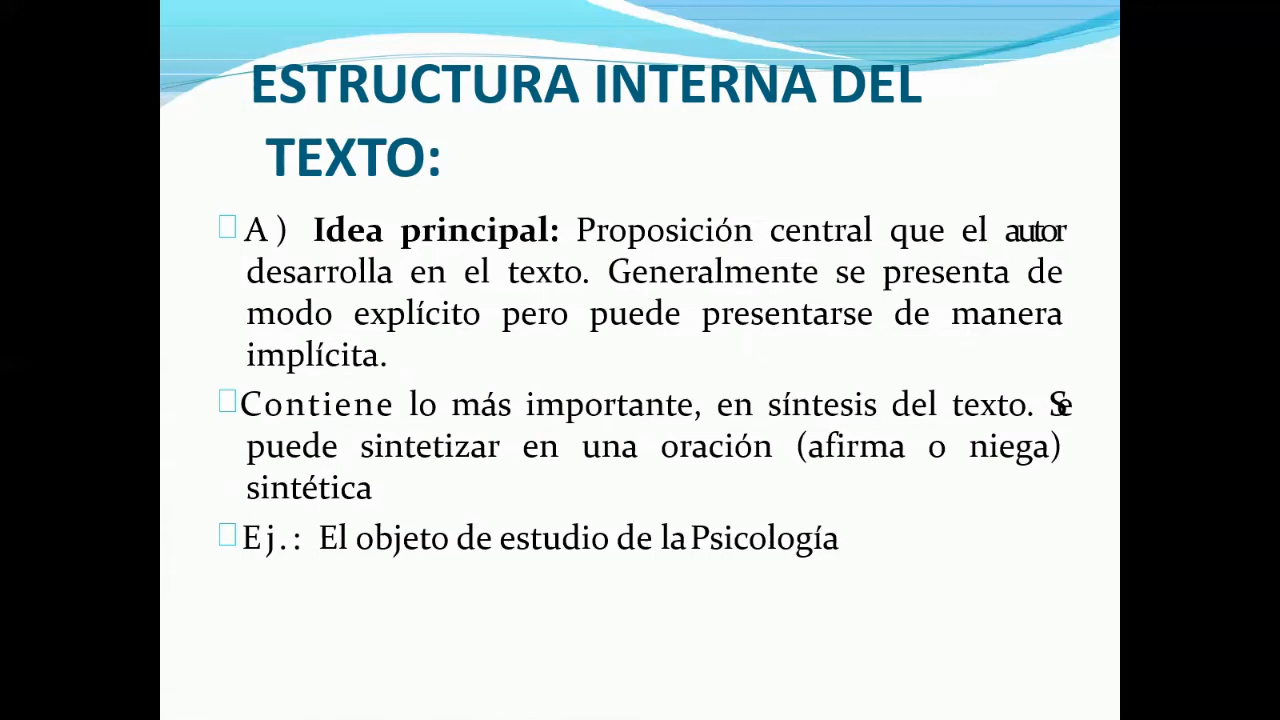 ESTRUCTURA INTERNA DEL
TEXTO:
A) Idea principal: Proposición central que el autor
desarrolla en el texto. Generalmente se presenta de
modo explícito pero puede presentarse de manera
implícita.
Contiene lo más importante, en síntesis del texto. Se
puede sintetizar en una oración (afirma o niega)
sintética
Ej.: El objeto de estudio de la Psicología